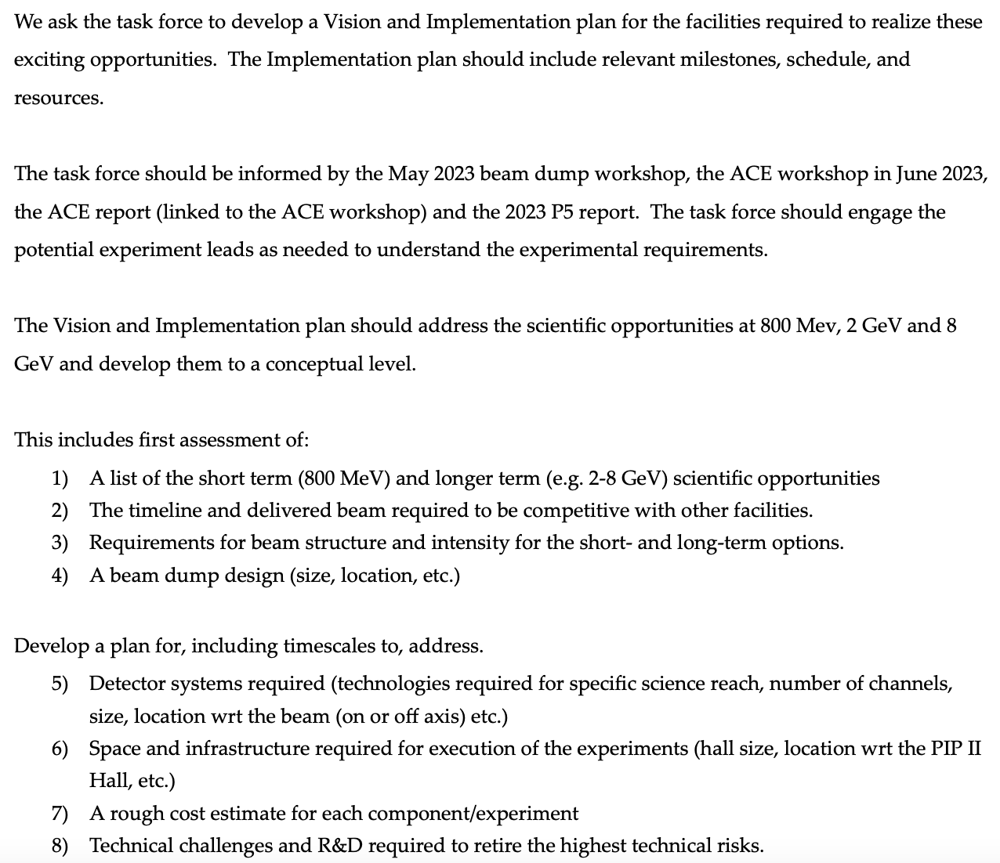 We ask the task force to develop a Vision and Implementation plan for the facilities required to realize these
exciting opportunities.  The Implementation plan should include relevant milestones, schedule, and
resources.
The task force should be informed by the May 2023 beam dump workshop, the ACE workshop in June 2023,
the ACE report (linked to the ACE workshop) and the 2023 P5 report.  The task force should engage the
potential experiment leads as needed to understand the experimental requirements.
The Vision and Implementation plan should address the scientific opportunities at 800 Mev, 2 GeV and 8
GeV and develop them to a conceptual level.
This includes first assessment of:
1) A list of the short term (800 MeV) and longer term (e.g. 2-8 GeV) scientific opportunities
2) The timeline and delivered beam required to be competitive with other facilities.
3) Requirements for beam structure and intensity for the short- and long-term options.
4) A beam dump design (size, location, etc.)
Develop a plan for, including timescales to, address.
5) Detector systems required (technologies required for specific science reach, number of channels,
size, location wrt the beam (on or off axis) etc.)
6) Space and infrastructure required for execution of the experiments (hall size, location wrt the PIP II
Hall, etc.)
7) A rough cost estimate for each component/experiment
8) Technical challenges and R&D required to retire the highest technical risks.